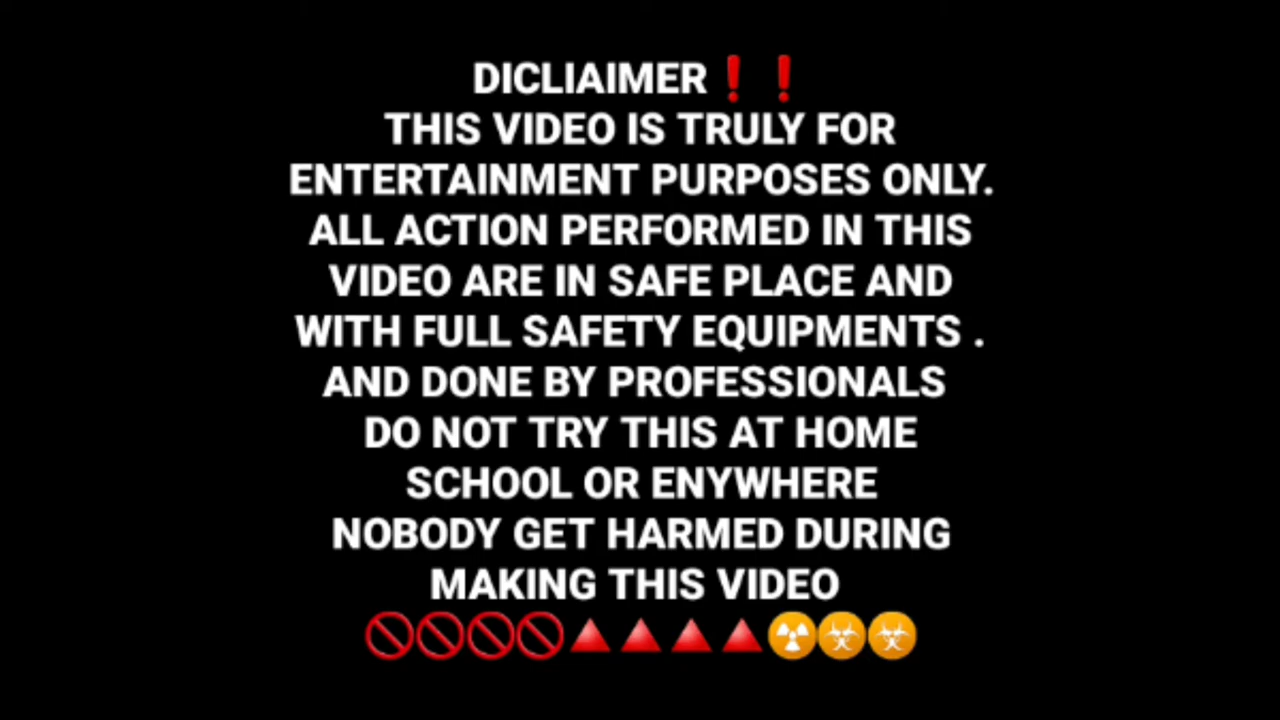 DICLIAIMER❗❗
THIS VIDEO IS TRULY FOR
ENTERTAINMENT PURPOSES ONLY.
ALL ACTION PERFORMED IN THIS
VIDEO ARE IN SAFE PLACE AND
WITH FULL SAFETY EQUIPMENTS .
AND DONE BY PROFESSIONALS
DO NOT TRY THIS AT HOME
SCHOOL OR ENYWHERE
NOBODY GET HARMED DURING
MAKING THIS VIDEO
🚫🚫🚫🚫🔺🔺🔺🔺☢️☣️☣️